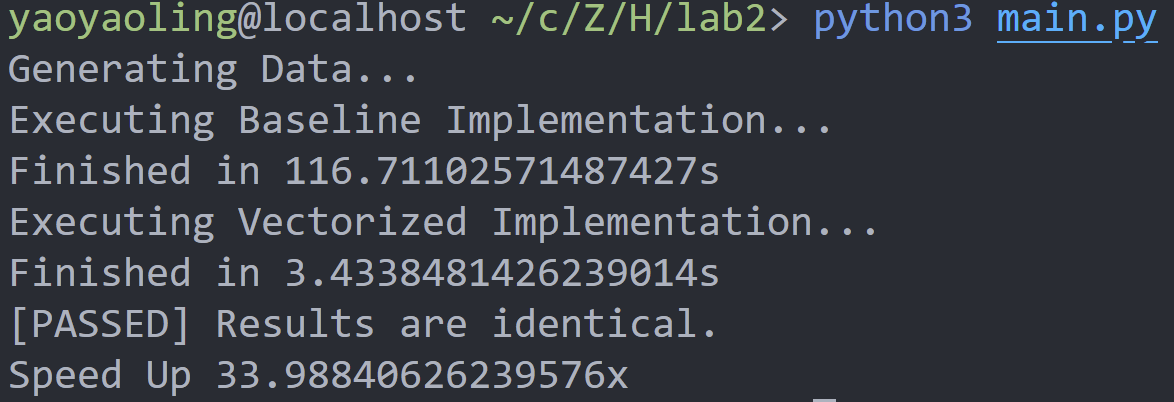 yaoyaoling@localhost ~/c/Z/H/lab2> python3 main.py
Generating Data...
Executing Baseline Implementation...
Finished in 116.71102571487427s
Executing Vectorized Implementation...
Finished in 3.4338481426239014s
[PASSED] Results are identical.
Speed Up 33.98840626239576x